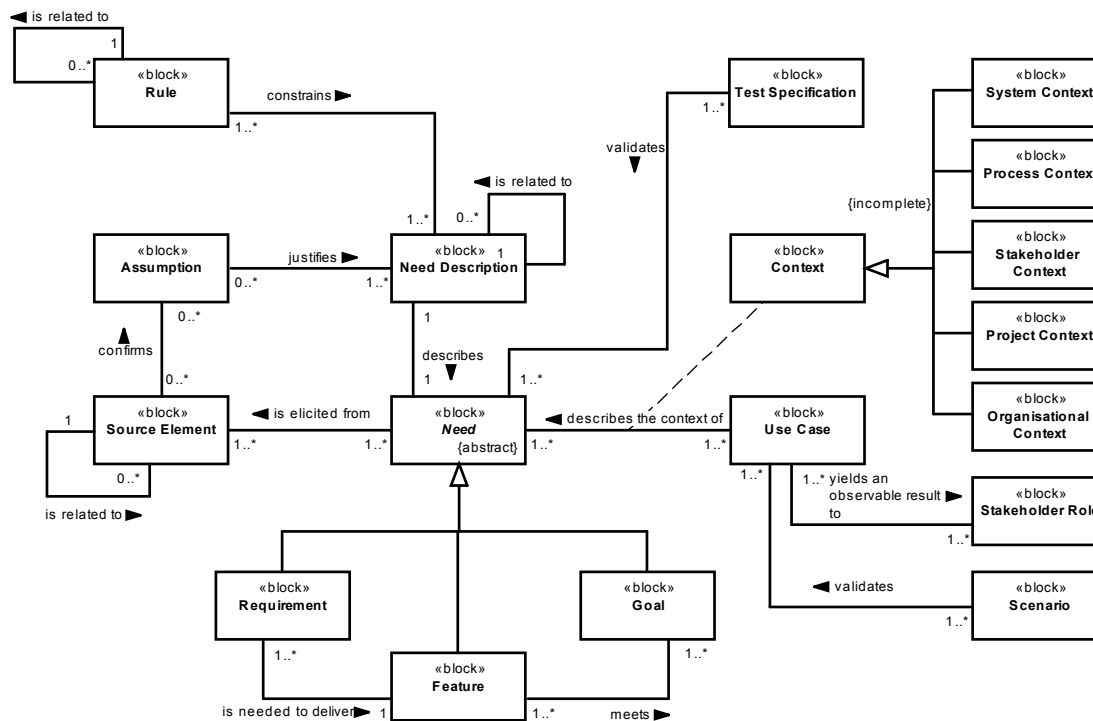 is related to
1
0..*
«block»
Rule
constrains
1..*
«block»
Test Specification
1..*
validates
«block»
System Context
«block»
Process Context
{incomplete}
«block»
Stakeholder
Context
«block»
Project Context
«block»
Organisational
Context
is related to
0..*
1
1..*
«block»
Assumption
0..*
justifies
1..*
«block»
Need Description
«block»
Context
0..*
confirms
0..*
1
describes
1
1..*
1
«block»
Source Element
0..*
is related to
is elicited from
1..*
1..*
«block»
Need
{abstract}
describes the context of
1..*
1..*
«block»
Use Case
1..*
1..*
yields an
observable result
to
«block»
Stakeholder Role
1..*
validates
«block»
Scenario
1..*
«block»
Requirement
1..*
«block»
Goal
1..*
«block»
Feature
is needed to deliver
1
1..*
meets